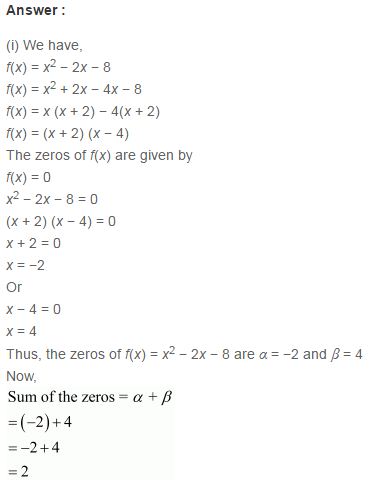 Answer :
(i) We have,
f(x) = x² − 2x − 8
f(x) = x² + 2x − 4x − 8
f(x) = x (x + 2) − 4(x + 2)
f(x) = (x + 2) (x − 4)
The zeros of f(x) are given by
f(x) = 0
x² − 2x − 8 = 0
(x + 2) (x − 4) = 0
x + 2 = 0
x = −2
Or
x − 4 = 0
x = 4
Thus, the zeros of f(x) = x² − 2x − 8 are α = −2 and β = 4
Now,
Sum of the zeros = α + β
= (−2) + 4
= −2 + 4
= 2